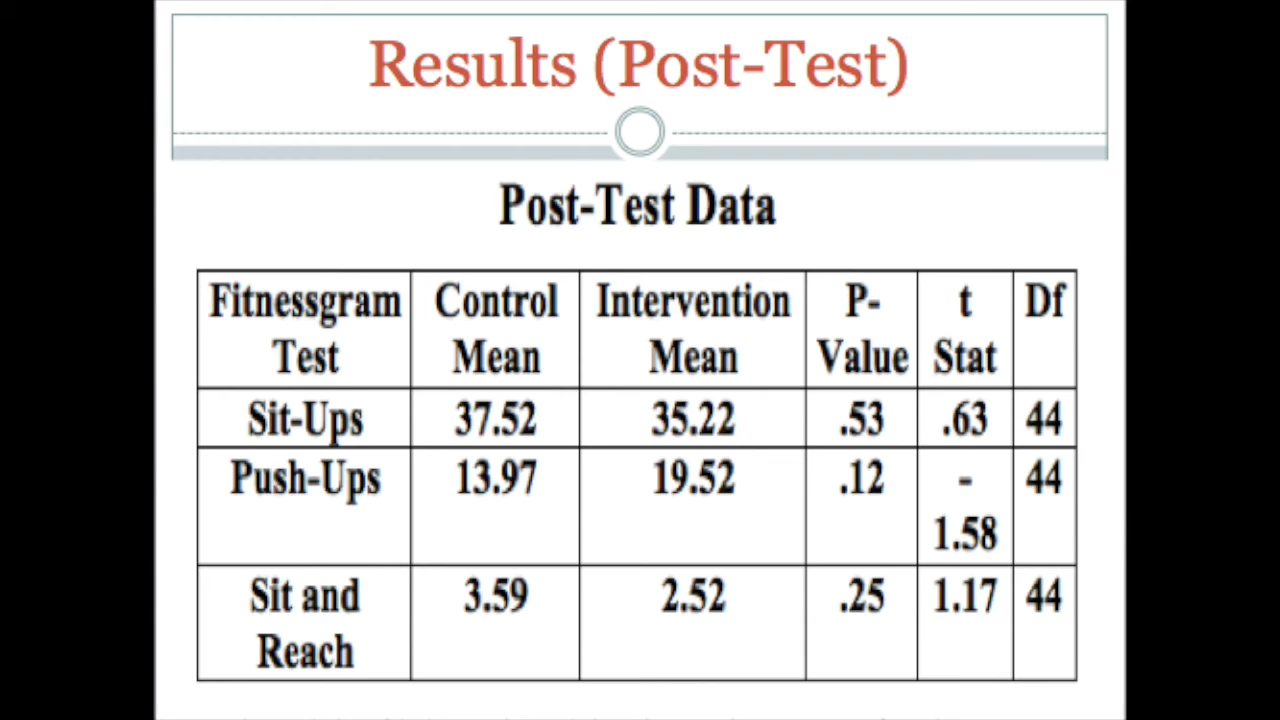 Results (Post-Test)
Post-Test Data
Fitnessgram Test Control Mean Intervention Mean P-Value t Stat Df
Sit-Ups 37.52 35.22 .53 .63 44
Push-Ups 13.97 19.52 .12 -1.58 44
Sit and Reach 3.59 2.52 .25 1.17 44